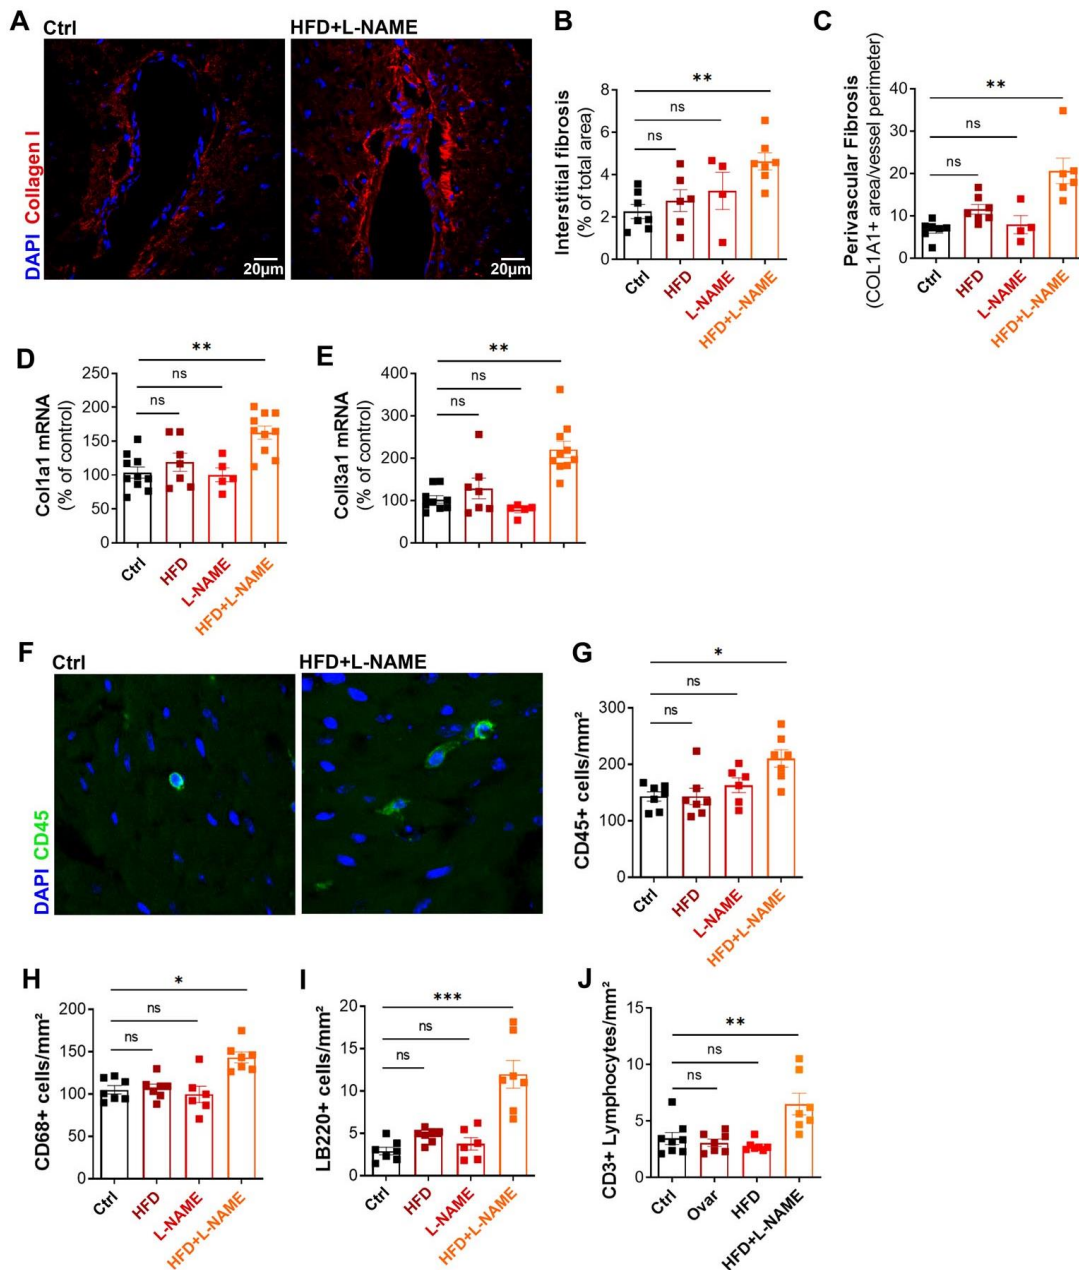 A
Ctrl
HFD+L-NAME
DAPI Collagen I
20µm
20µm
B
Interstitial fibrosis
(% of total area)
8
6
4
2
0
**
ns
ns
Ctrl
HFD
L-NAME
HFD+L-NAME
C
Perivascular Fibrosis
(COL1A1+ area/vessel perimeter)
40
30
20
10
0
**
ns
ns
Ctrl
HFD
L-NAME
HFD+L-NAME
D
Col1a1 mRNA
(% of control)
250
200
150
100
50
0
**
ns
ns
Ctrl
HFD
L-NAME
HFD+L-NAME
E
Coll3a1 mRNA
(% of control)
400
300
200
100
0
**
ns
ns
F
Ctrl
HFD+L-NAME
DAPI CD45
G
CD45+ cells/mm²
300
200
100
0
*
ns
ns
Ctrl
HFD
L-NAME
HFD+L-NAME
H
CD68+ cells/mm²
200
150
100
50
0
*
ns
ns
Ctrl
HFD
L-NAME
HFD+L-NAME
I
LB220+ cells/mm²
20
15
10
5
0
***
ns
ns
Ctrl
HFD
L-NAME
HFD+L-NAME
J
CD3+ Lymphocytes/mm²
15
10
5
0
**
ns
ns
Ctrl
Ovar
HFD
HFD+L-NAME